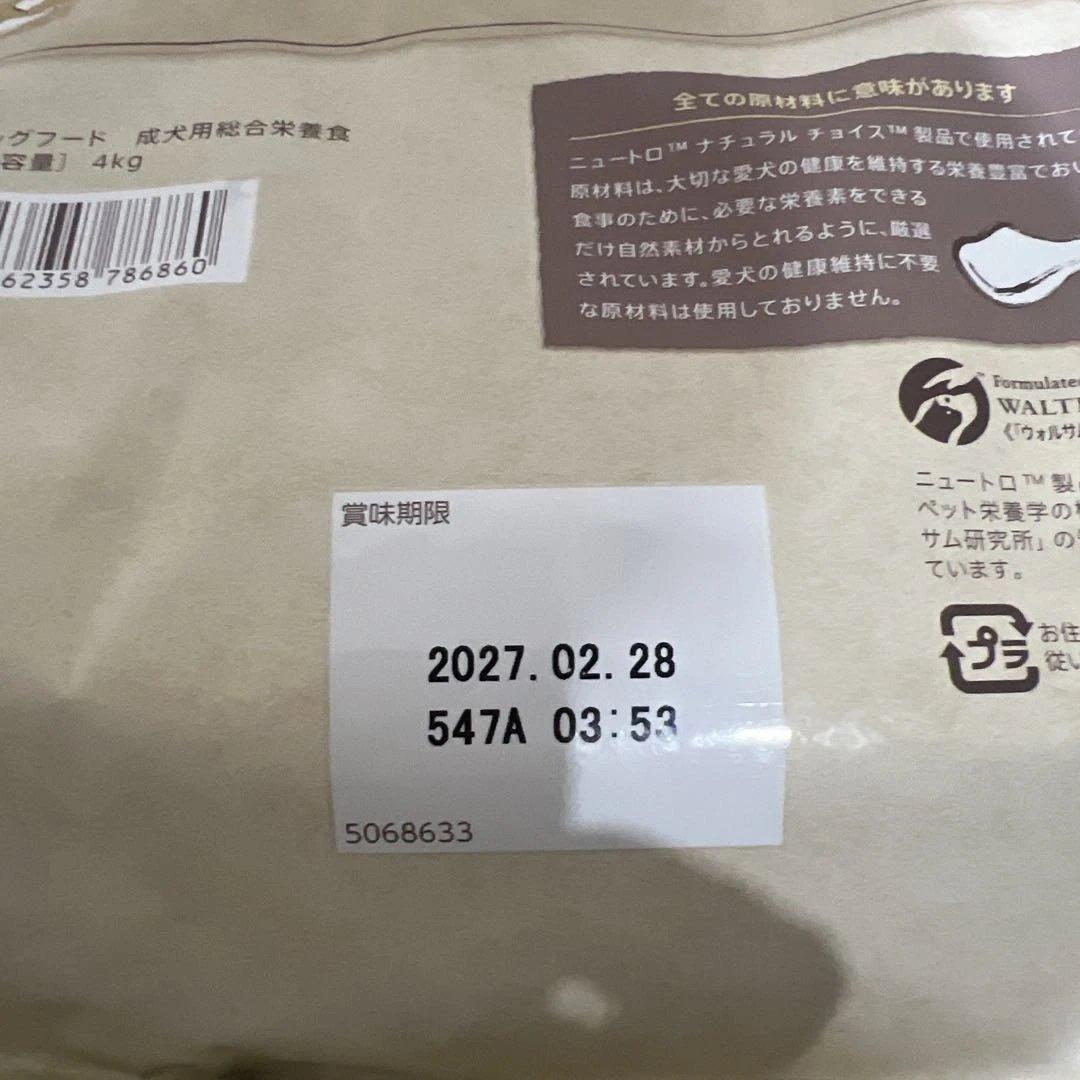 ッグフード 成犬用総合栄養食
容量〕 4kg
62358 786860
全ての原材料に意味があります
ニュートロ™ ナチュラル チョイス™ 製品で使用されて
原材料は、大切な愛犬の健康を維持する栄養豊富でおい
食事のために、必要な栄養素をできる
だけ自然素材からとれるように、厳選
されています。愛犬の健康維持に不要
な原材料は使用しておりません。
Formulated
WALT
《「ウォルサム
ニュートロ™ 製
ペット栄養学の
サム研究所」の
ています。
プラ
お住
従い
賞味期限
2027.02.28
547A 03:53
5068633